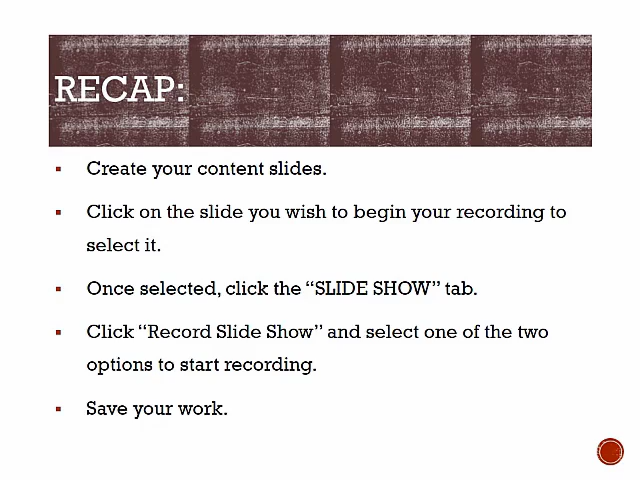 RECAP:
Create your content slides.
Click on the slide you wish to begin your recording to
select it.
Once selected, click the “SLIDE SHOW” tab.
Click “Record Slide Show” and select one of the two
options to start recording.
Save your work.